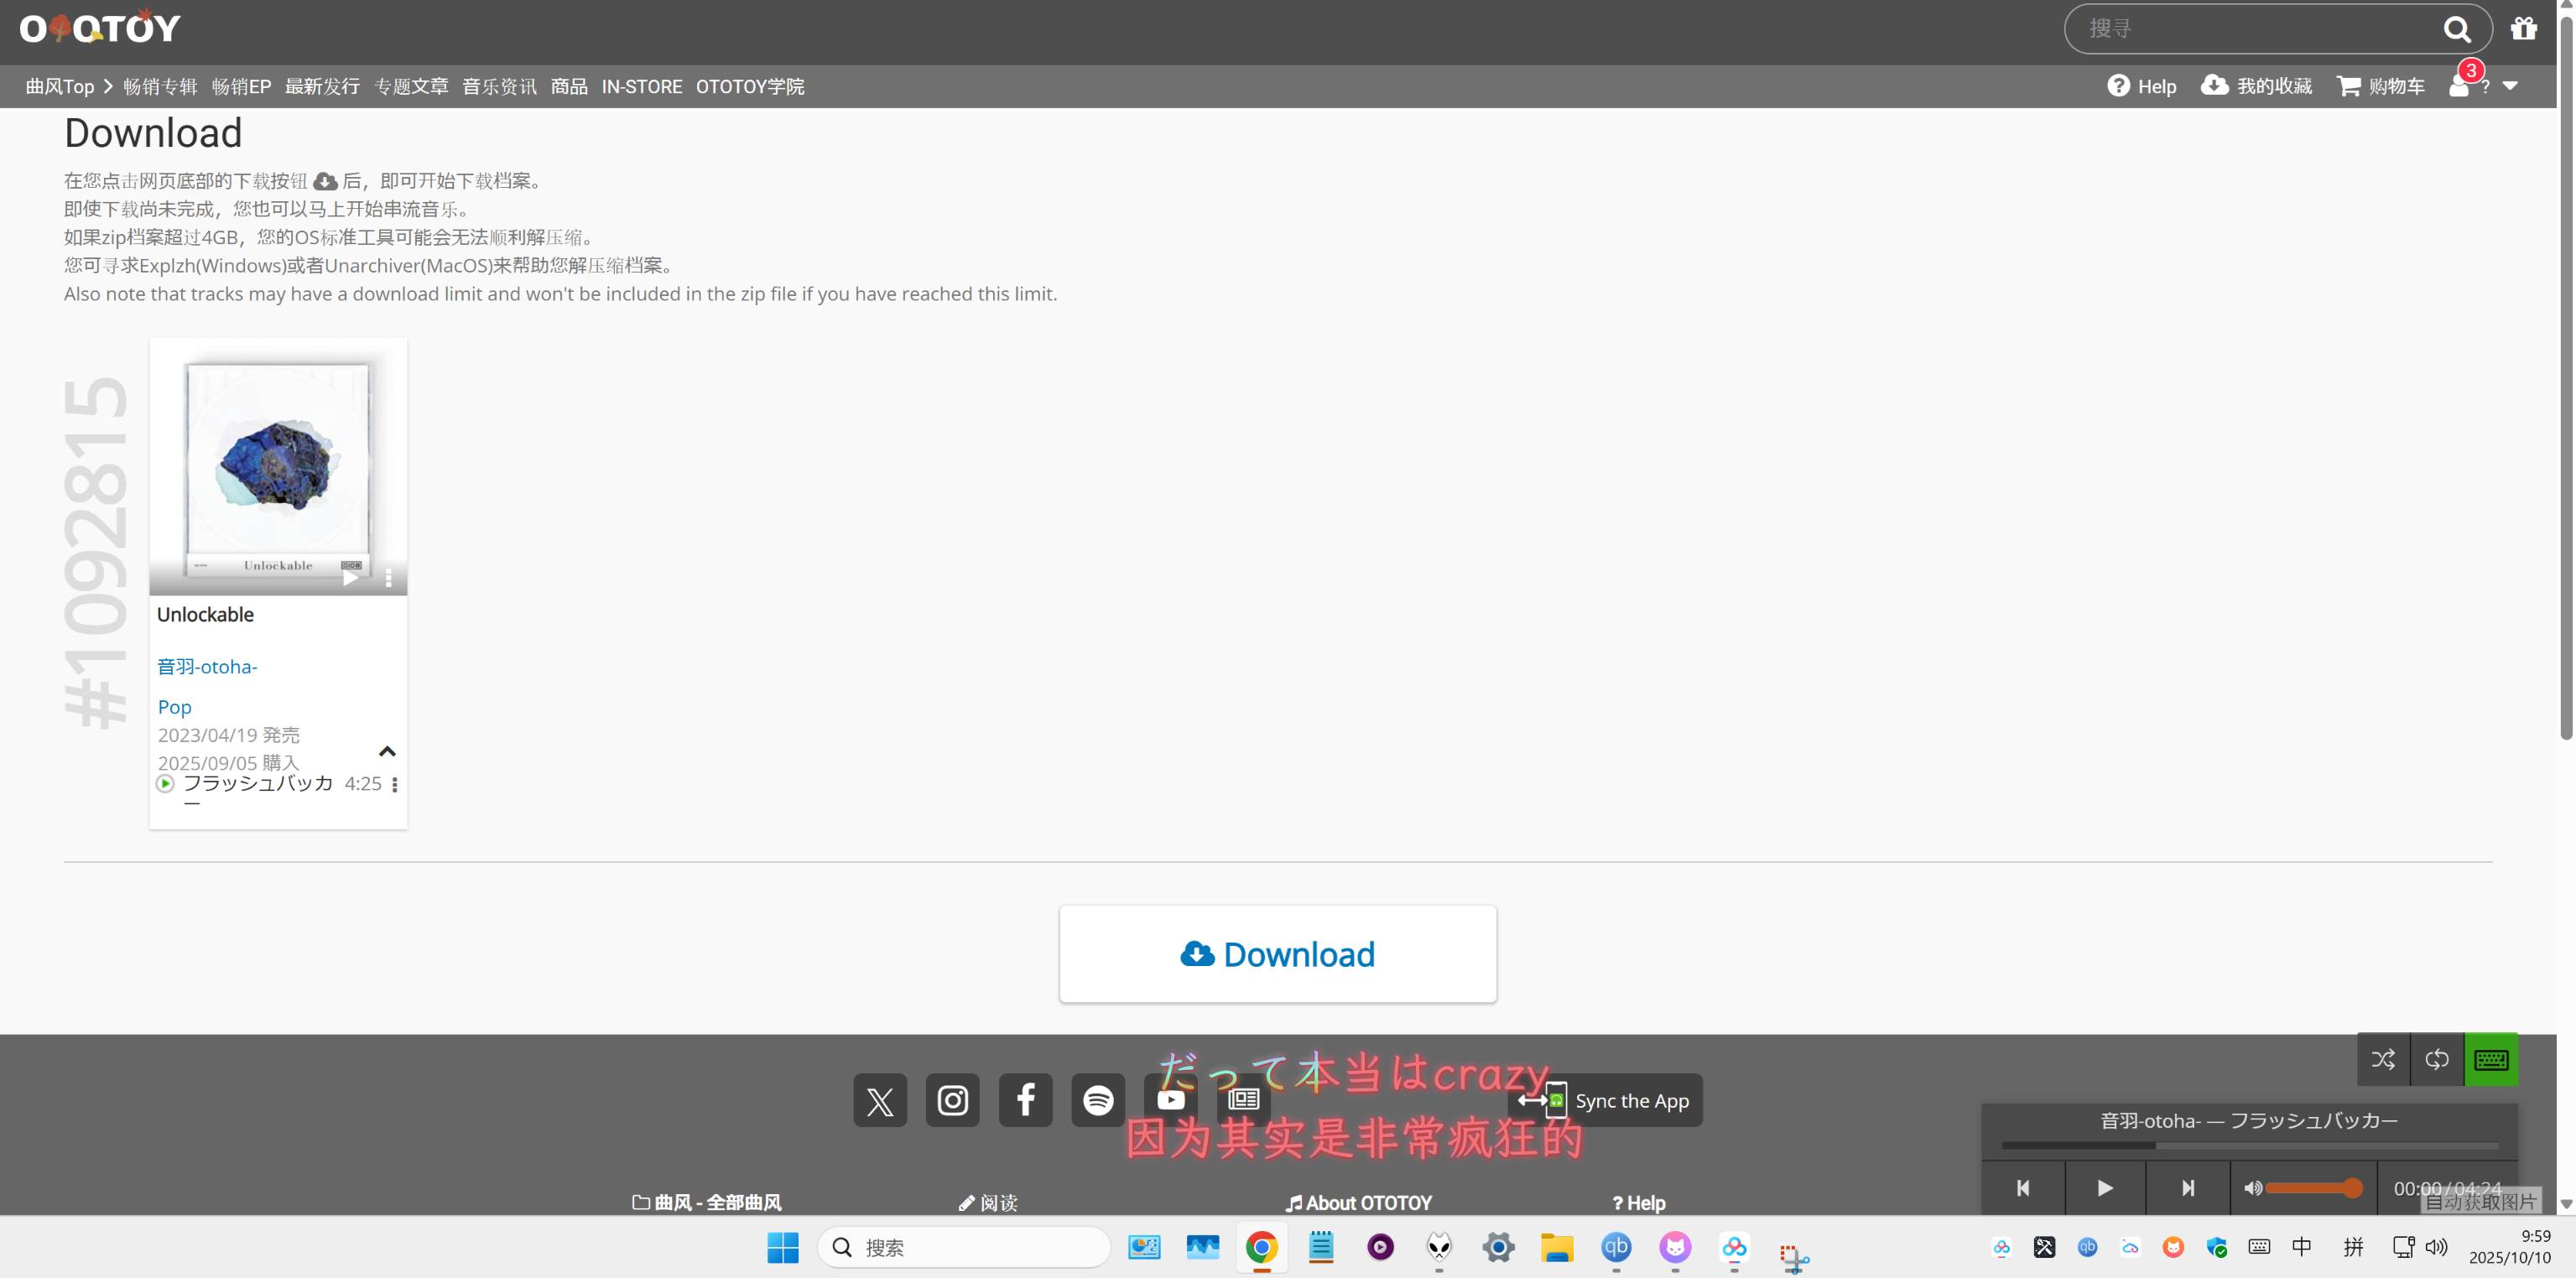 OTOTOY
搜寻
曲风Top 畅销专辑 畅销EP 最新发行 专题文章 音乐资讯 商品 IN-STORE OTOTOY学院
Help 我的收藏 购物车 3 ?
Download
在您点击网页底部的下载按钮 后，即可开始下载档案。
即使下载尚未完成，您也可以马上开始串流音乐。
如果zip档案超过4GB，您的OS标准工具可能会无法顺利解压缩。
您可寻求Explzh(Windows)或者Unarchiver(MacOS)来帮助您解压缩档案。
Also note that tracks may have a download limit and won't be included in the zip file if you have reached this limit.
#1092815
Unlockable
Unlockable
音羽-otoha-
Pop
2023/04/19 発売
2025/09/05 購入
フラッシュバッカ 4:25
ー
Download
だって本当はcrazy
因为其实是非常疯狂的
Sync the App
音羽-otoha- — フラッシュバッカー
00:00/04:24
自动获取图片
曲风 - 全部曲风
阅读
About OTOTOY
? Help
搜索
qb
qb
中
拼
9:59
2025/10/10